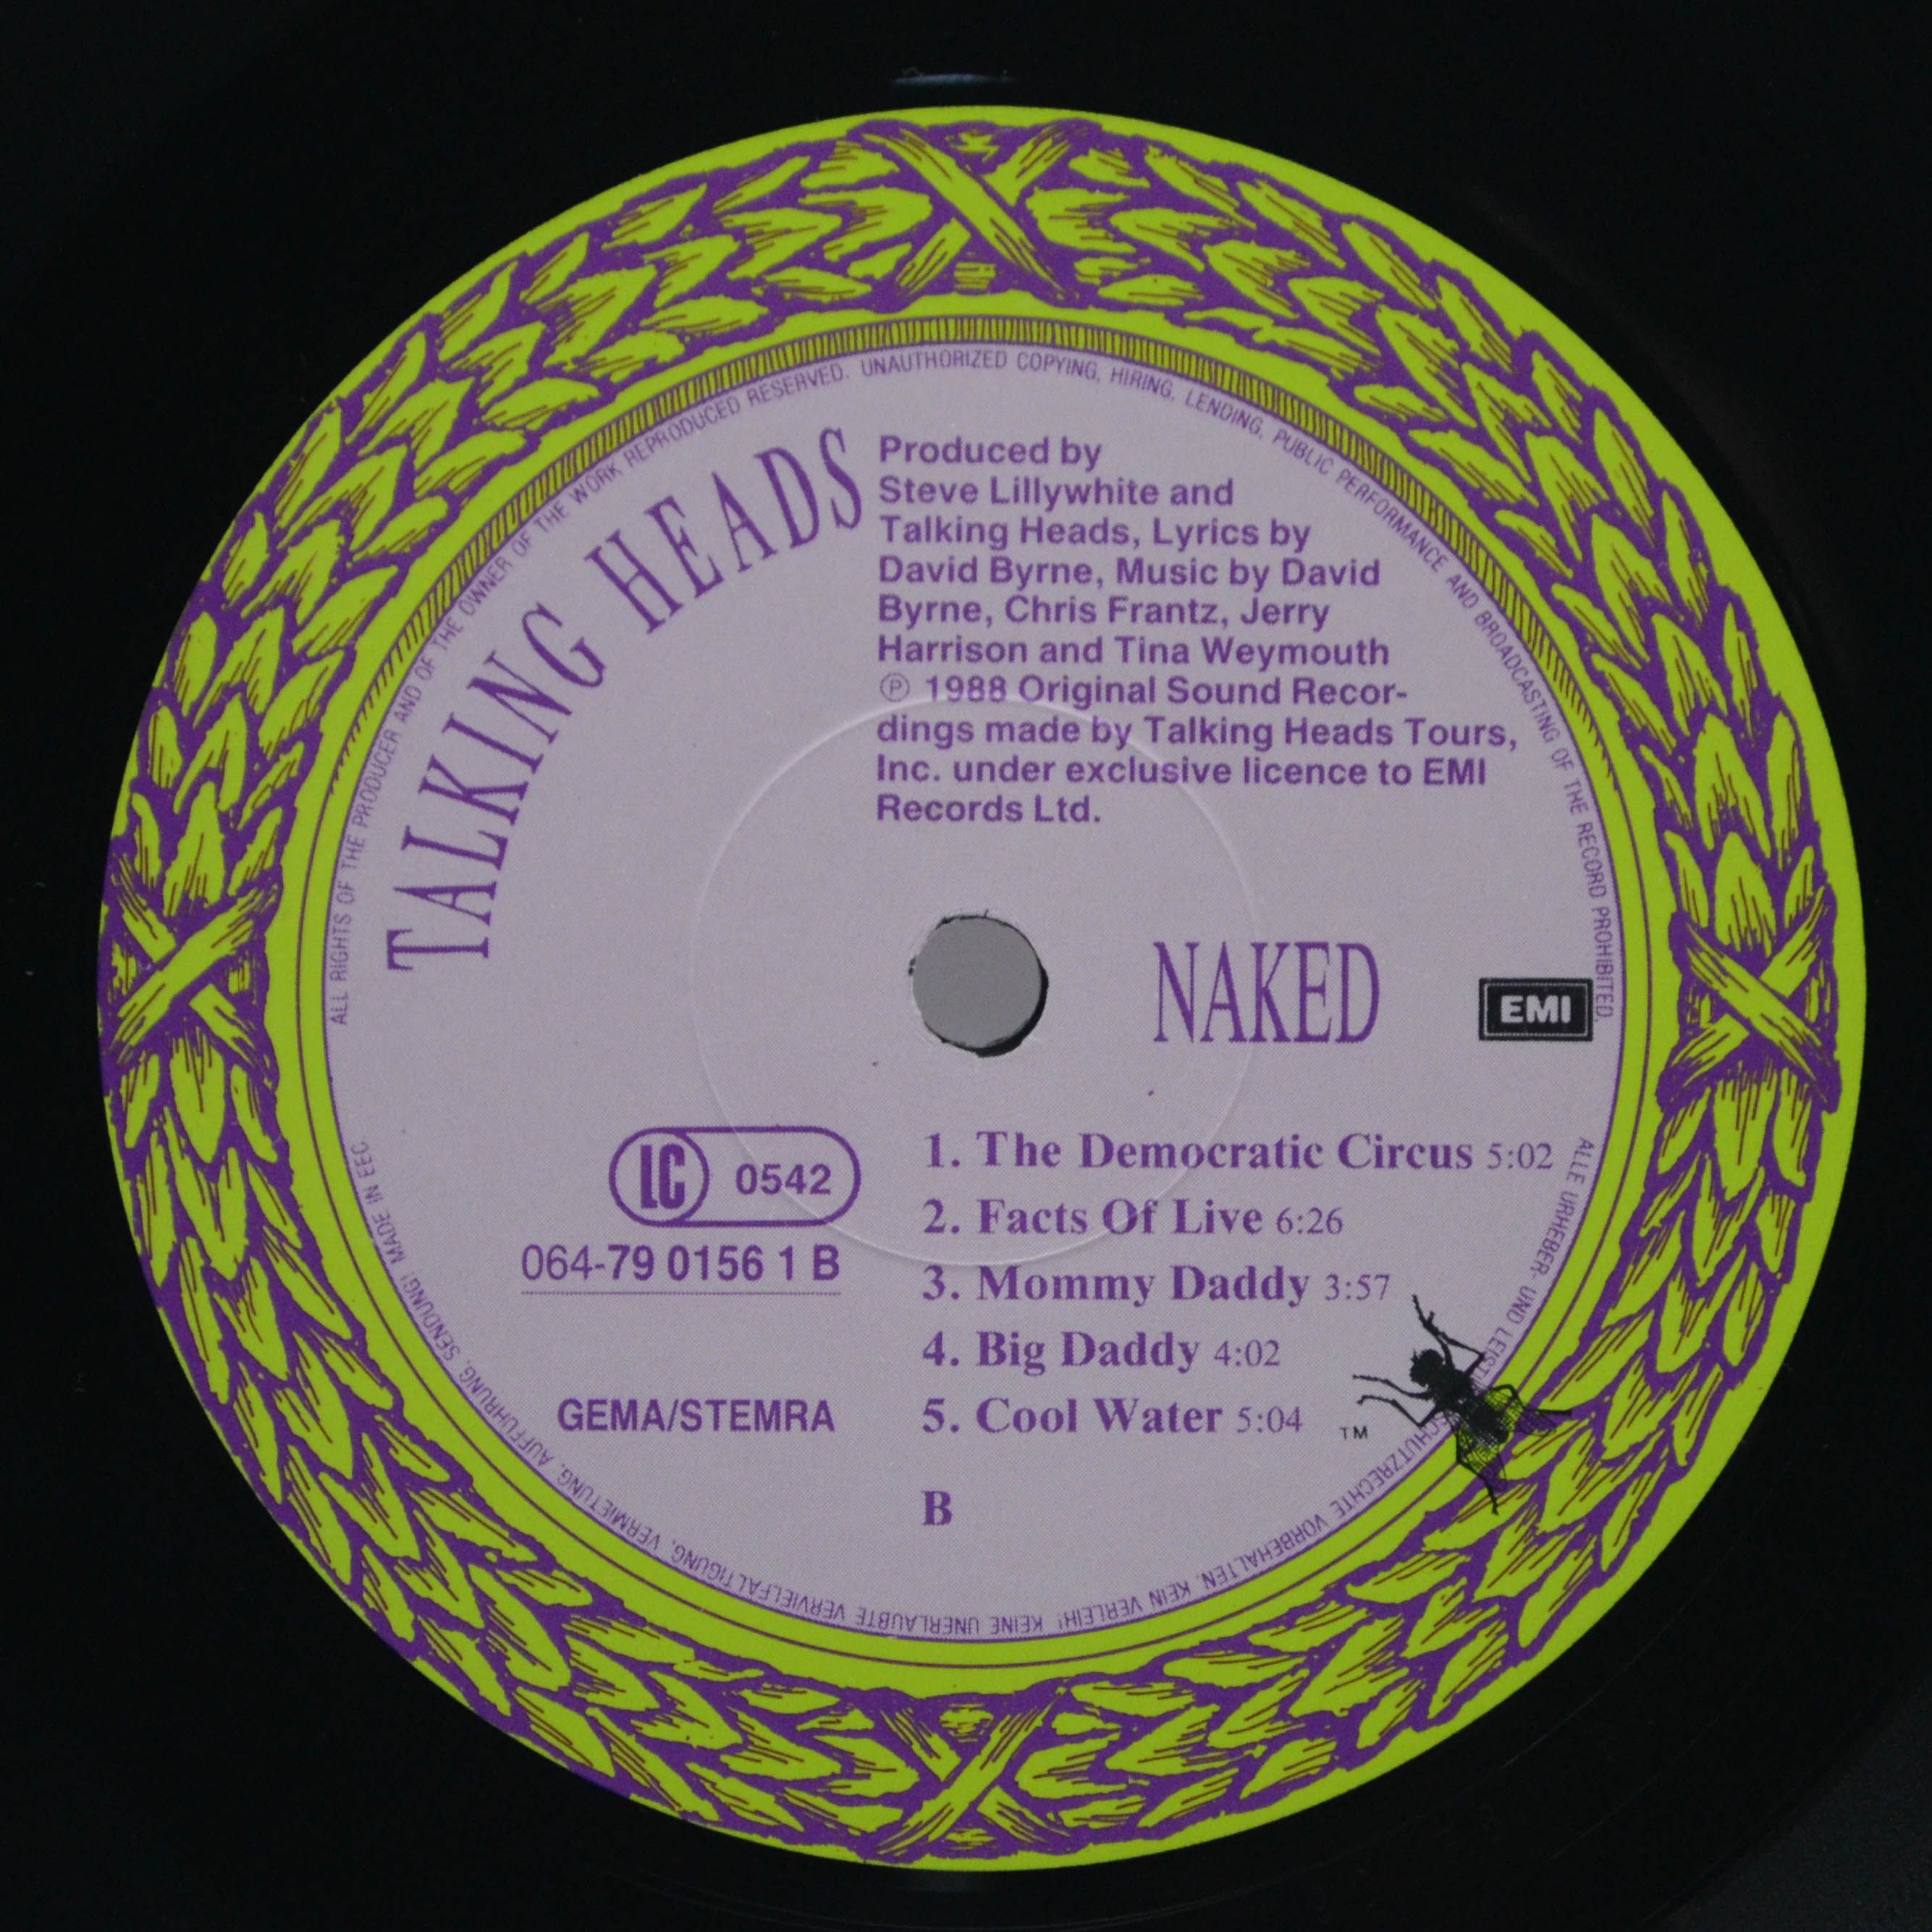 ALL RIGHTS OF THE PRODUCER AND OF THE OWNER OF THE WORK REPRODUCED RESERVED. UNAUTHORIZED COPYING, HIRING, LENDING, PUBLIC PERFORMANCE AND BROADCASTING OF THE RECORD PROHIBITED.
TALKING HEADS
Produced by
Steve Lillywhite and
Talking Heads, Lyrics by
David Byrne, Music by David
Byrne, Chris Frantz, Jerry
Harrison and Tina Weymouth
Ⓟ 1988 Original Sound Recor-
dings made by Talking Heads Tours,
Inc. under exclusive licence to EMI
Records Ltd.
NAKED
EMI
LC 0542
064-79 0156 1 B
GEMA/STEMRA
1. The Democratic Circus 5:02
2. Facts Of Live 6:26
3. Mommy Daddy 3:57
4. Big Daddy 4:02
5. Cool Water 5:04
TM
B
ALLE URHEBER- UND VORBEHALTEN. KEIN VERLEIH! KEINE UNERLAUBTE VERVIELFÄLTIGUNG, VERMIETUNG, AUFFÜHRUNG, SENDUNG! MADE IN EEC